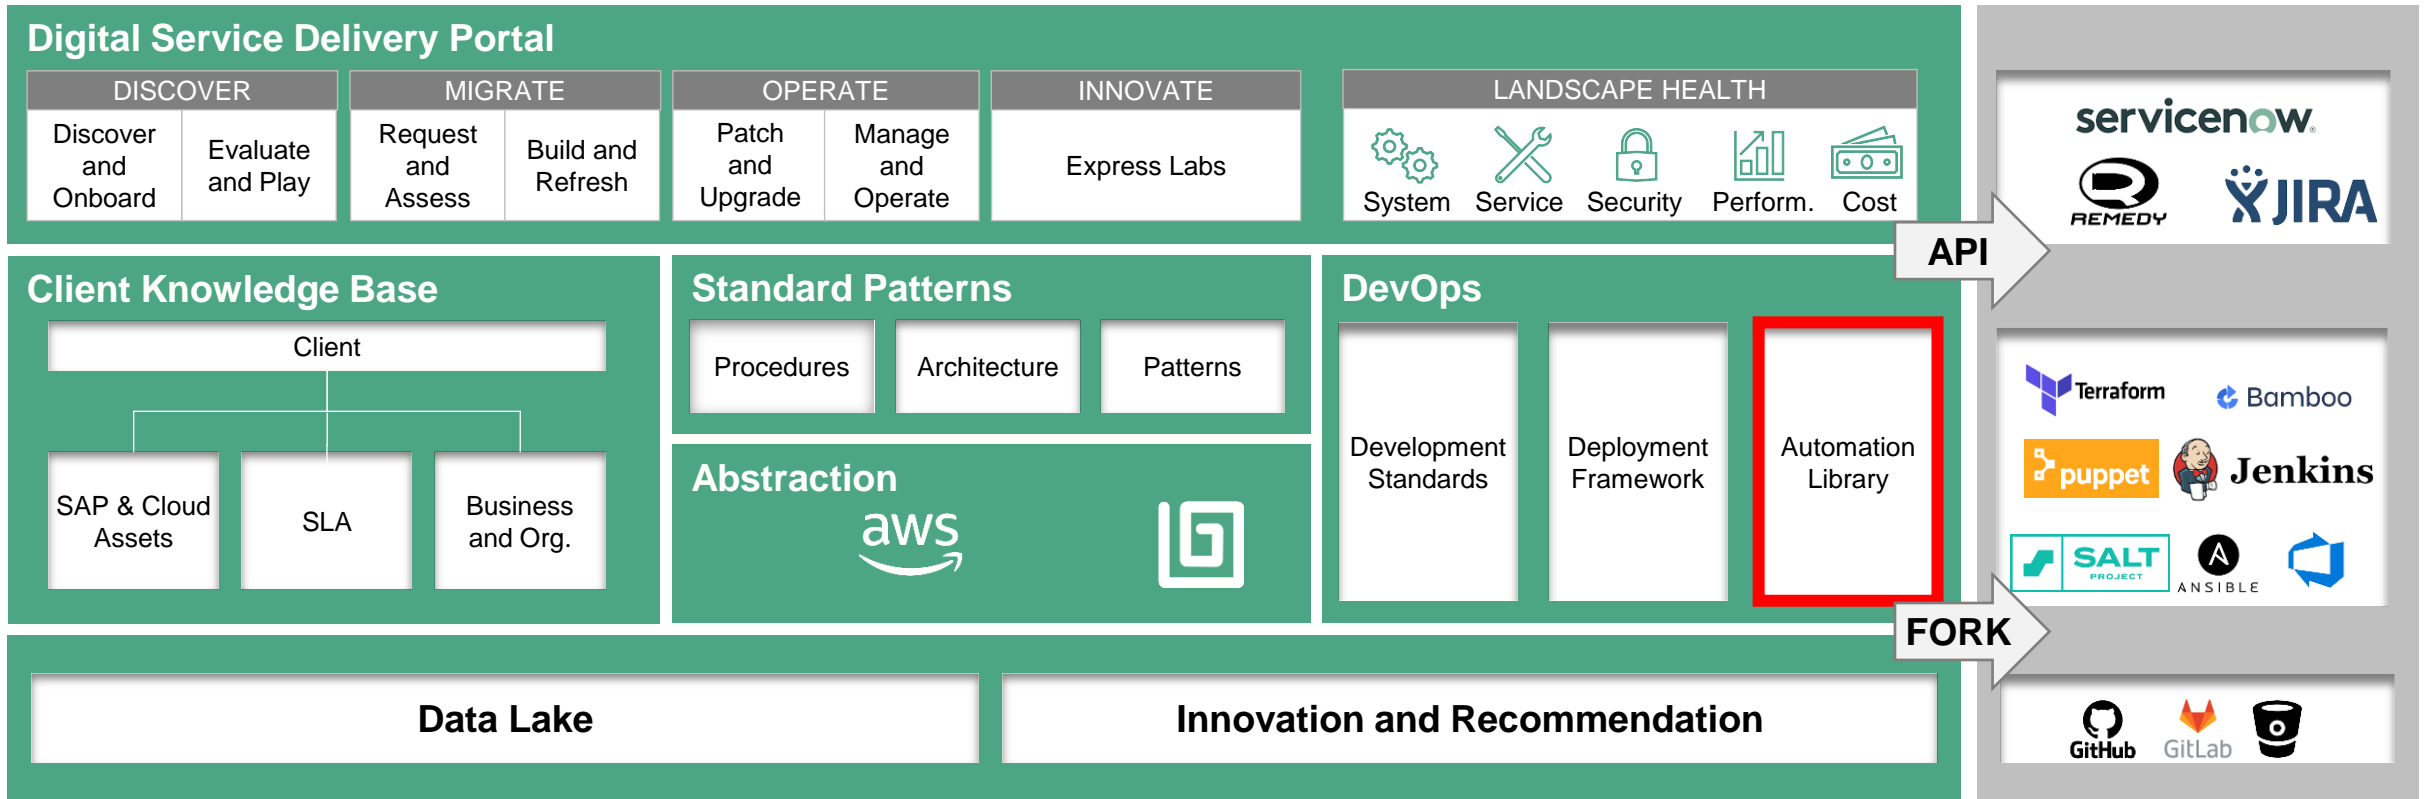 Digital Service Delivery Portal
DISCOVER
Discover
and
Onboard
Evaluate
and Play
MIGRATE
Request
and
Assess
Build and
Refresh
OPERATE
Patch
and
Upgrade
Manage
and
Operate
INNOVATE
Express Labs
LANDSCAPE HEALTH
System
Service
Security
Perform.
Cost
API
servicenow
REMEDY
JIRA
Client Knowledge Base
Client
SAP & Cloud
Assets
SLA
Business
and Org.
Standard Patterns
Procedures
Architecture
Patterns
Abstraction
aws
DevOps
Development
Standards
Deployment
Framework
Automation
Library
FORK
Terraform
Bamboo
puppet
Jenkins
SALT
PROJECT
ANSIBLE
Data Lake
Innovation and Recommendation
GitHub
GitLab